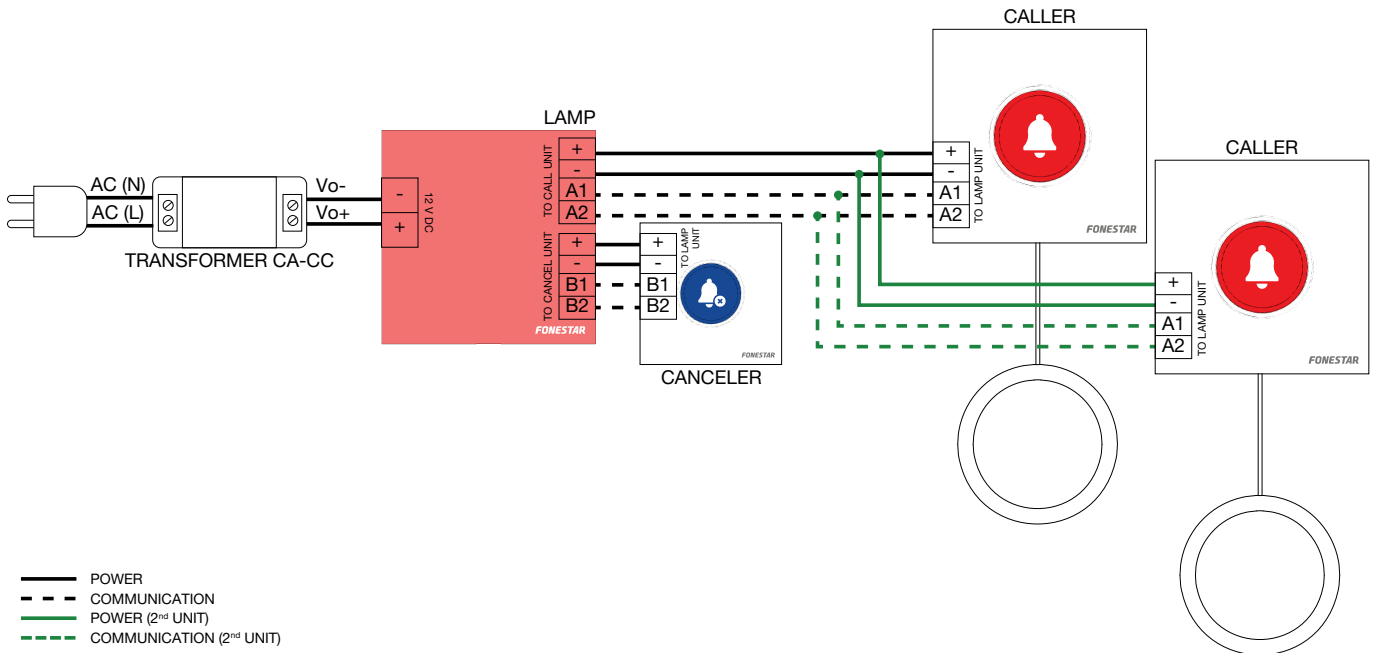 CALLER
CALLER
LAMP
AC (N)
AC (L)
TRANSFORMER CA-CC
Vo-
Vo+
-
+
12 V DC
TO CALL UNIT
+
-
A1
A2
TO CANCEL UNIT
+
-
B1
B2
FONESTAR
+
-
B1
B2
TO LAMP
UNIT
FONESTAR
CANCELER
+
-
A1
A2
TO LAMP UNIT
FONESTAR
+
-
A1
A2
TO LAMP UNIT
FONESTAR
POWER
COMMUNICATION
POWER (2nd UNIT)
COMMUNICATION (2nd UNIT)